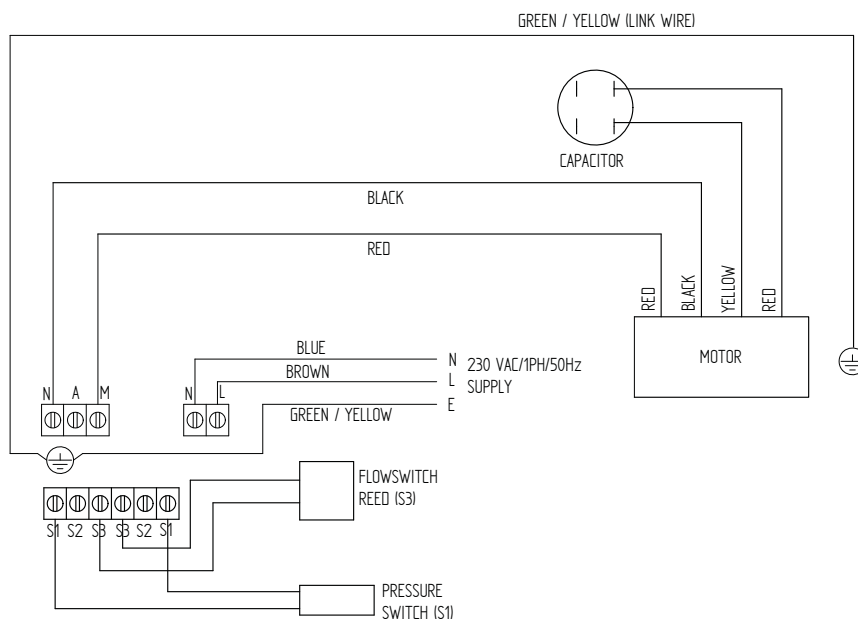 GREEN / YELLOW (LINK WIRE)
CAPACITOR
BLACK
RED
RED
BLACK
YELLOW
RED
MOTOR
BLUE
N
230 VAC/1PH/50Hz
BROWN
L
SUPPLY
GREEN / YELLOW
E
N
A
M
N
L
FLOWSWITCH
REED (S3)
S1
S2
S3
S3
S2
S1
PRESSURE
SWITCH (S1)